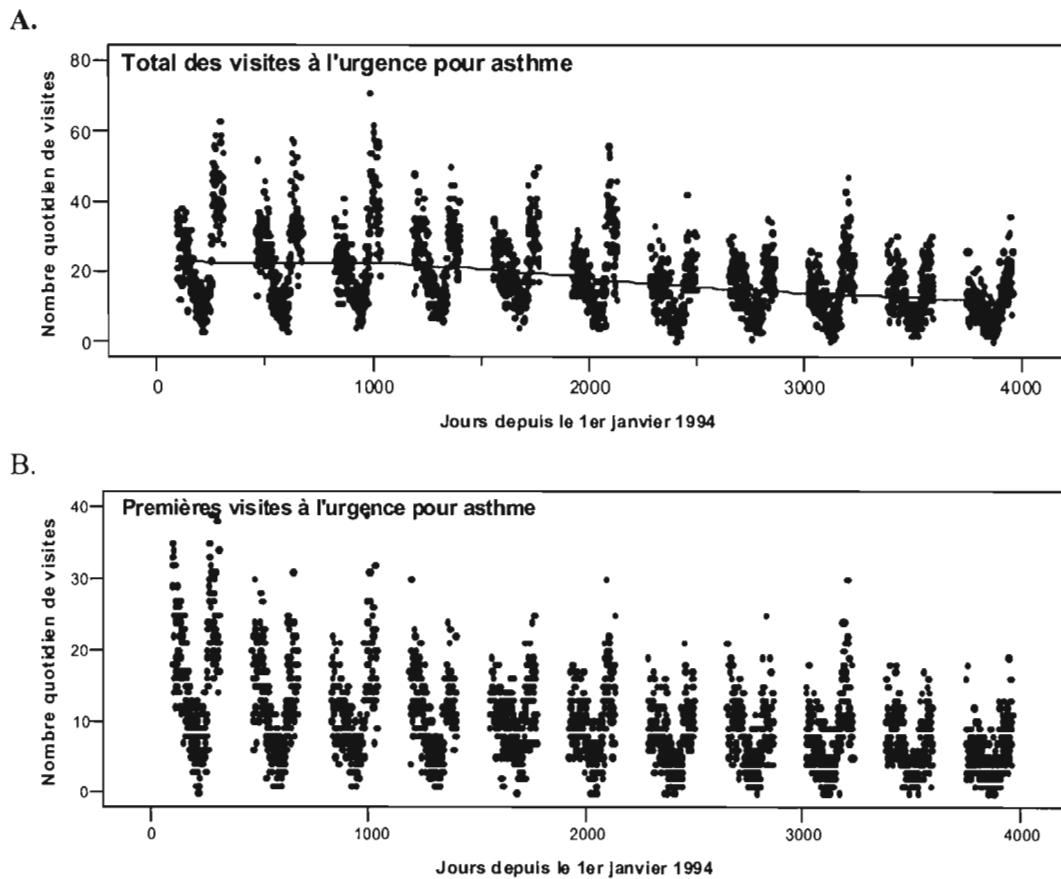 A.
Total des visites à l'urgence pour asthme
Nombre quotidien de visites
80
60
40
20
0
0
1000
2000
3000
4000
Jours depuis le 1er janvier 1994
B.
Premières visites à l'urgence pour asthme
Nombre quotidien de visites
40
30
20
10
0
0
1000
2000
3000
4000
Jours depuis le 1er janvier 1994